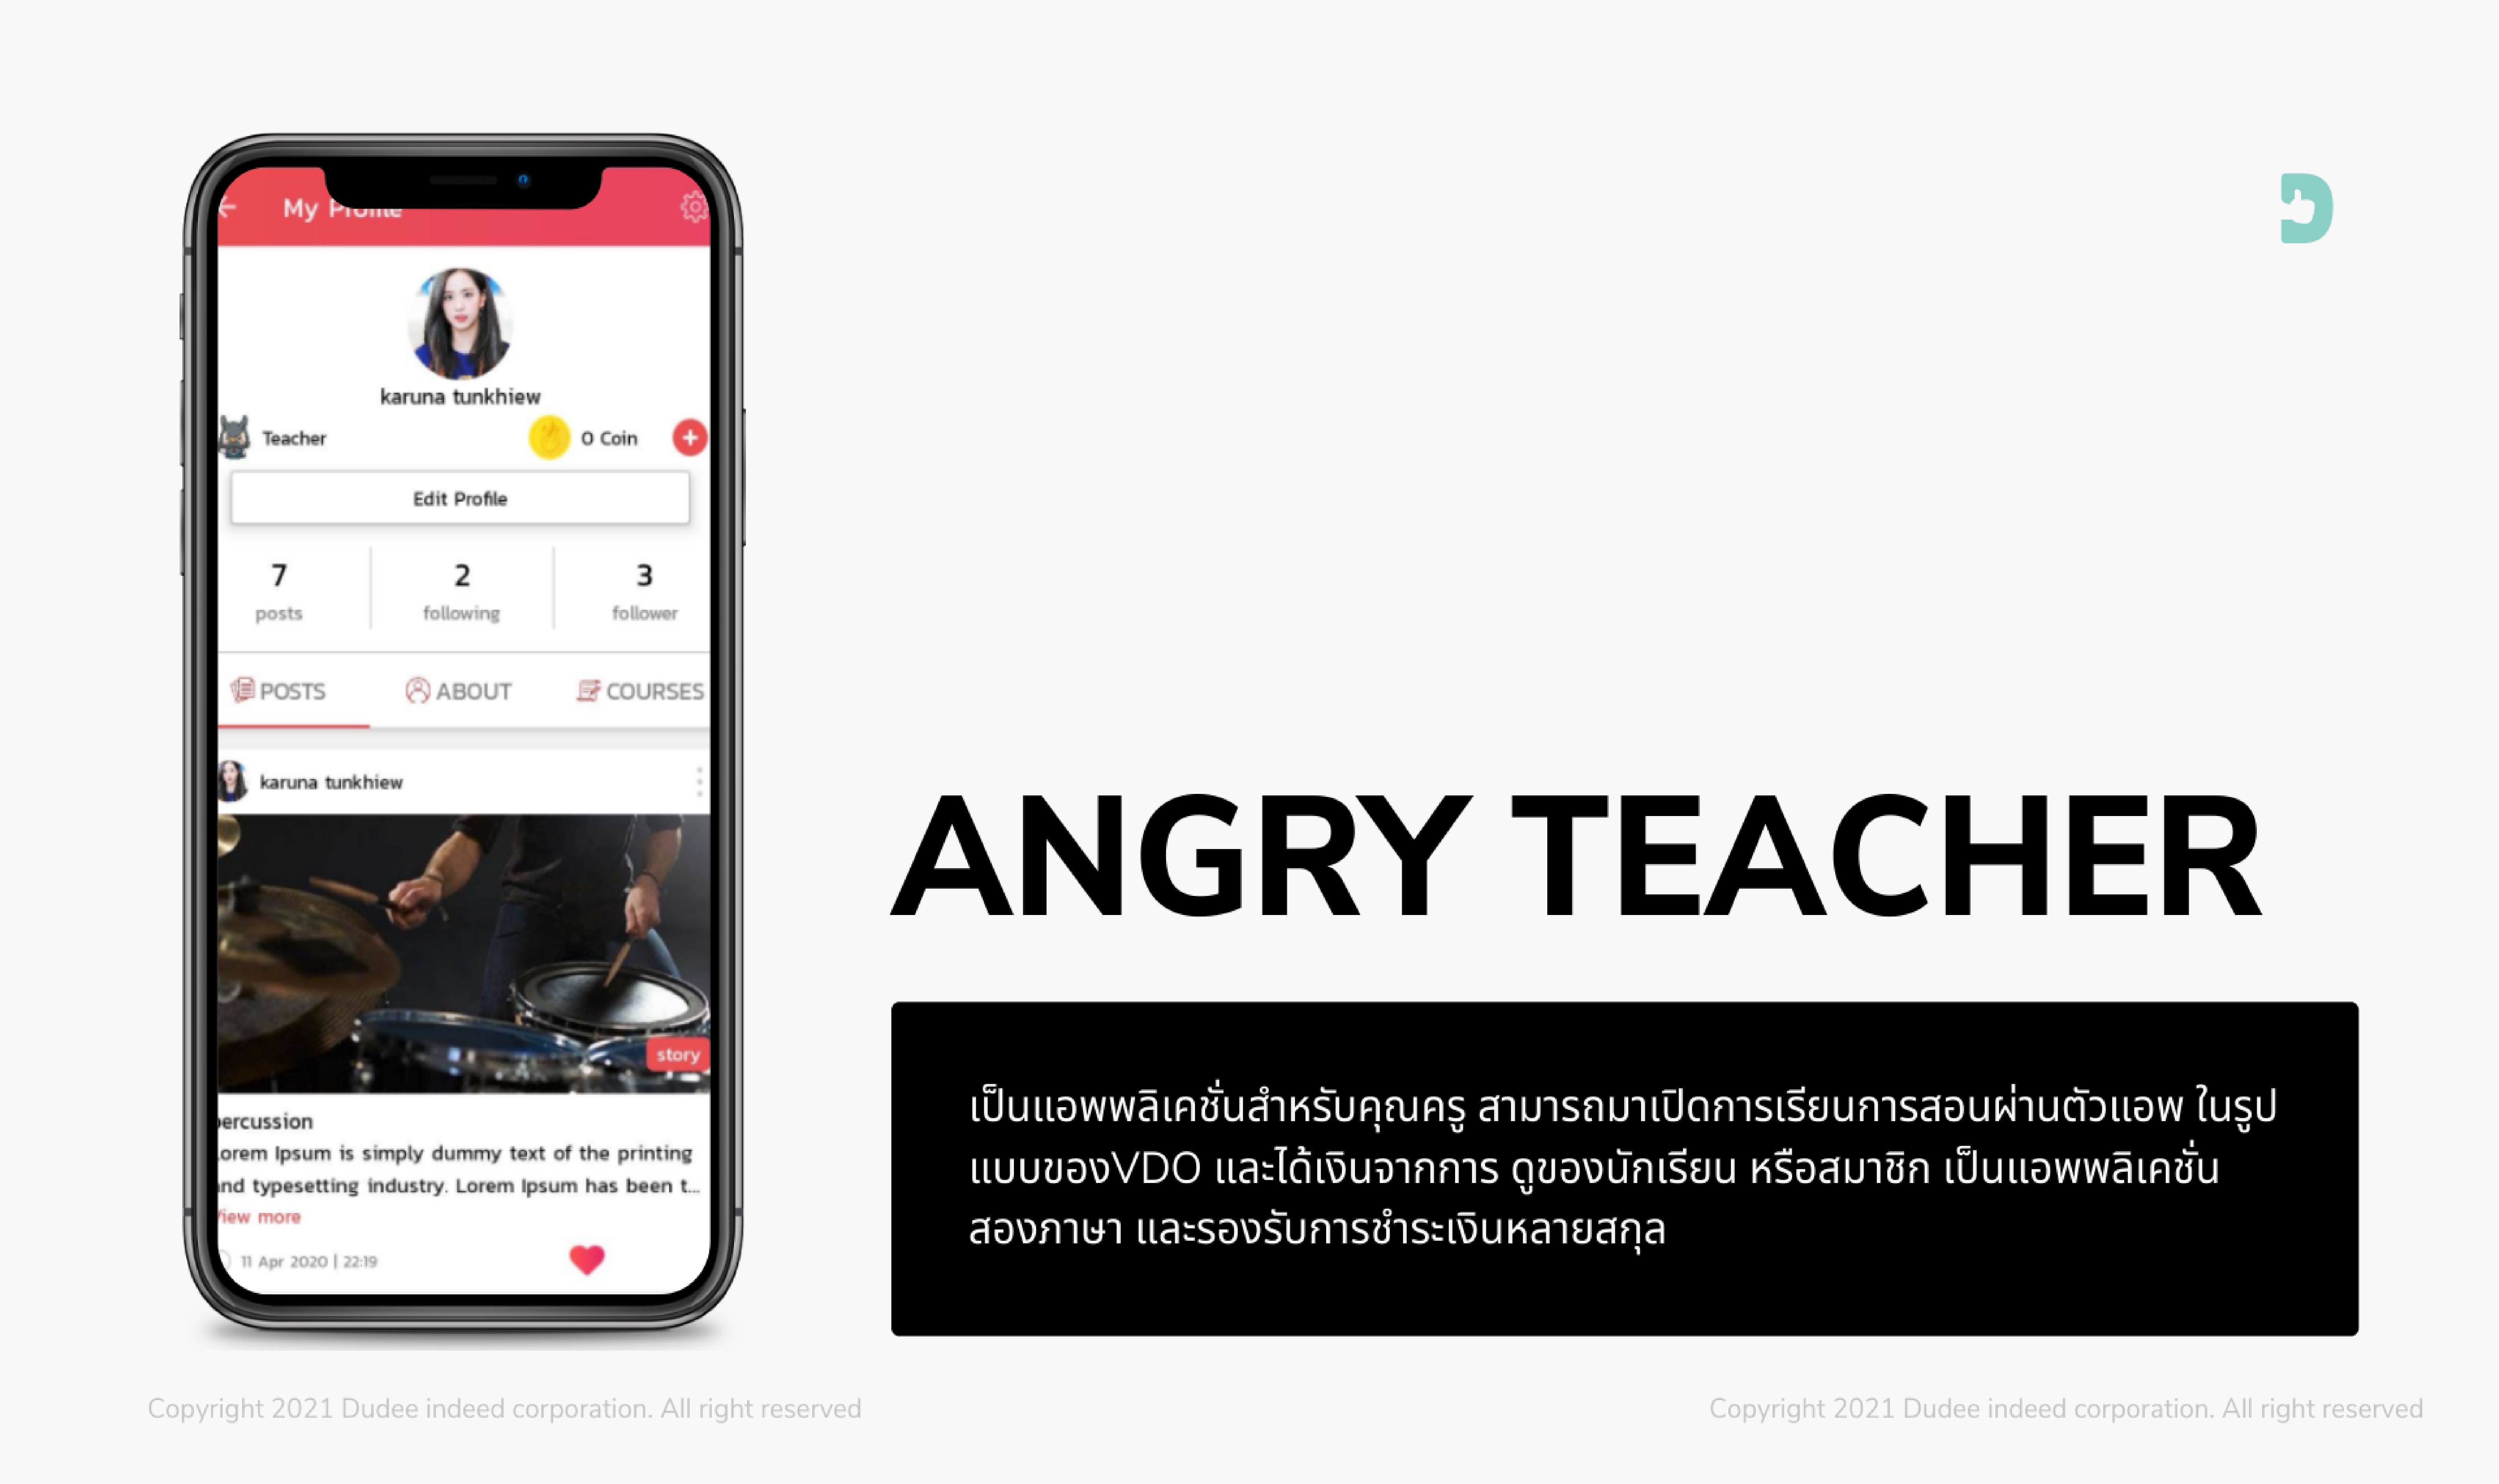 My Profile
karuna tunkhiew
Teacher
0 Coin
Edit Profile
7
posts
2
following
3
follower
POSTS
ABOUT
COURSES
karuna tunkhiew
story
percussion
Lorem Ipsum is simply dummy text of the printing
and typesetting industry. Lorem Ipsum has been t...
View more
11 Apr 2020 | 22:19
ANGRY TEACHER
เป็นแอพพลิเคชั่นสำหรับคุณครู สามารถมาเปิดการเรียนการสอนผ่านตัวแอพ ในรูป
แบบของVDO และได้เงินจากการ ดูของนักเรียน หรือสมาชิก เป็นแอพพลิเคชั่น
สองภาษา และรองรับการชำระเงินหลายสกุล
Copyright 2021 Dudee indeed corporation. All right reserved
Copyright 2021 Dudee indeed corporation. All right reserved